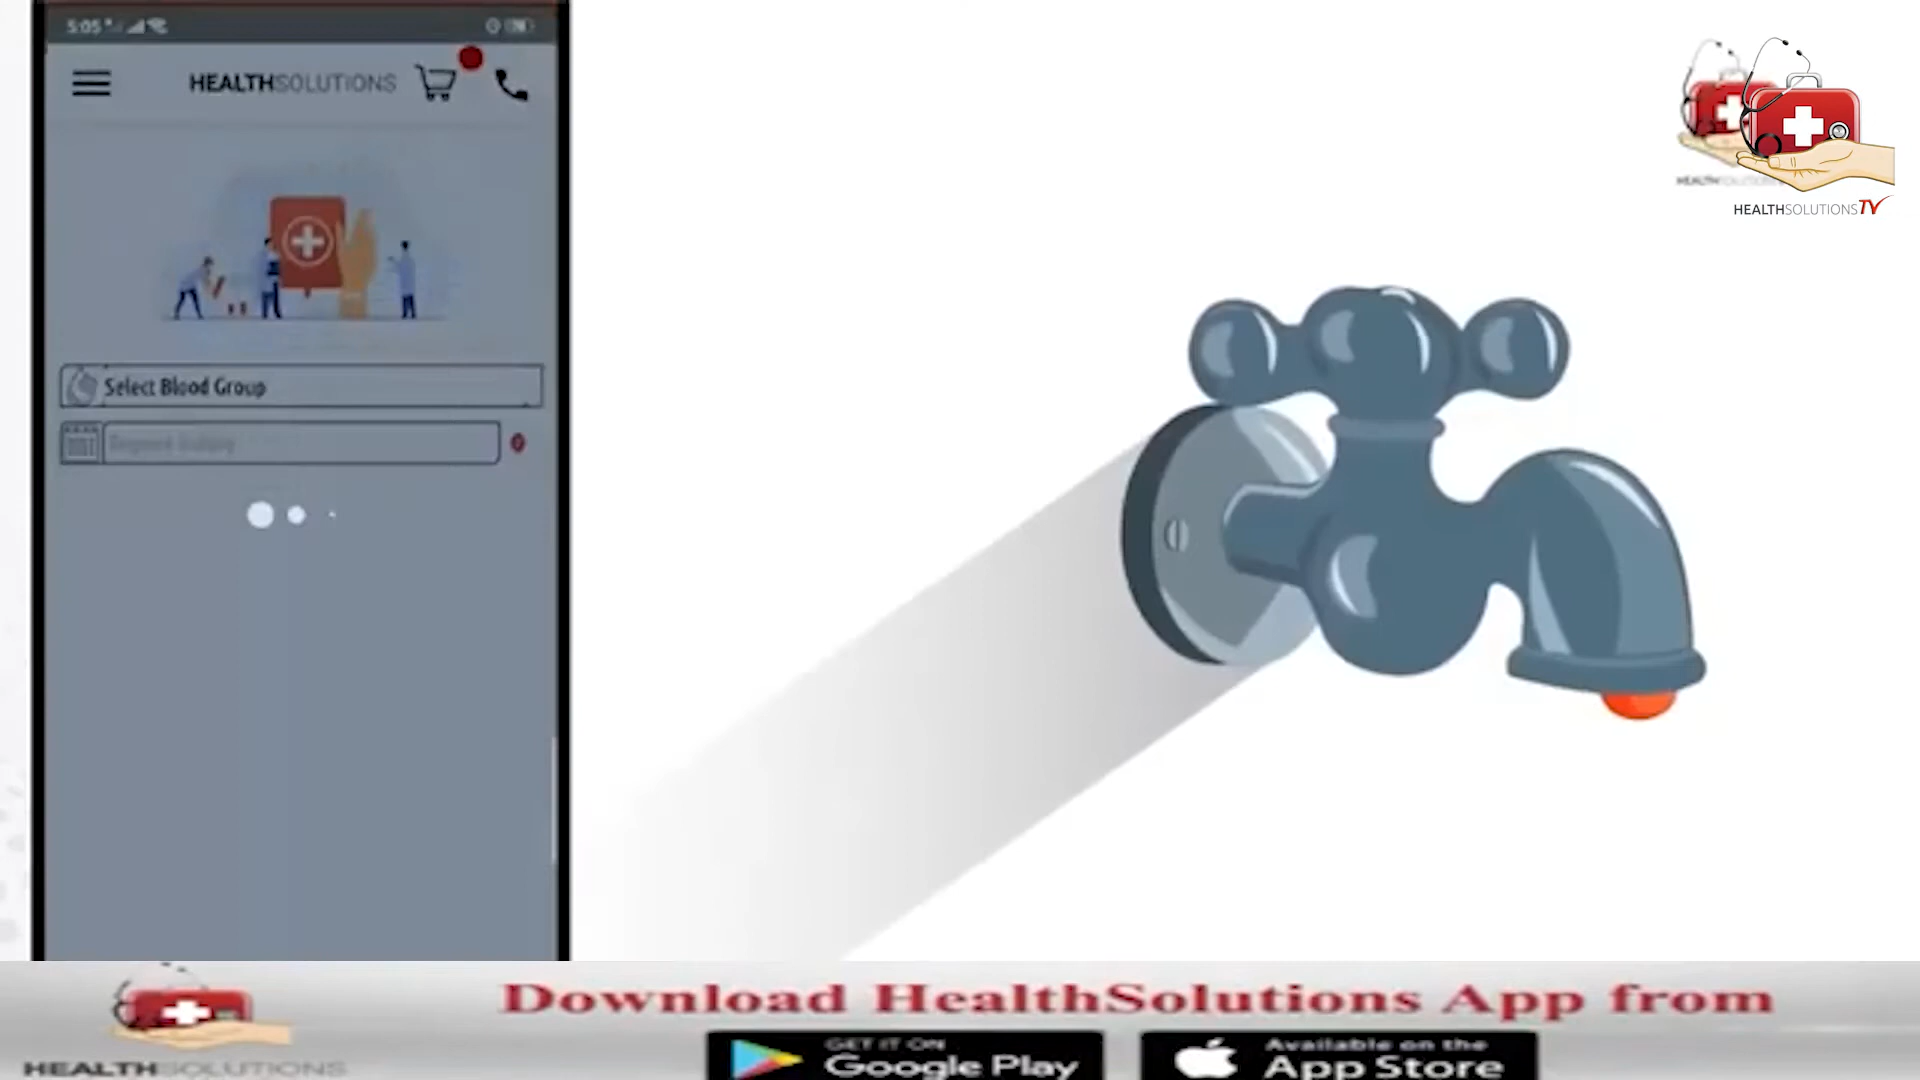 5:05
HEALTHSOLUTIONS
Select Blood Group
HEALTHSOLUTIONSTV
Download HealthSolutions App from
GET IT ON
Google Play
Available on the
App Store
HEALTHSOLUTIONS